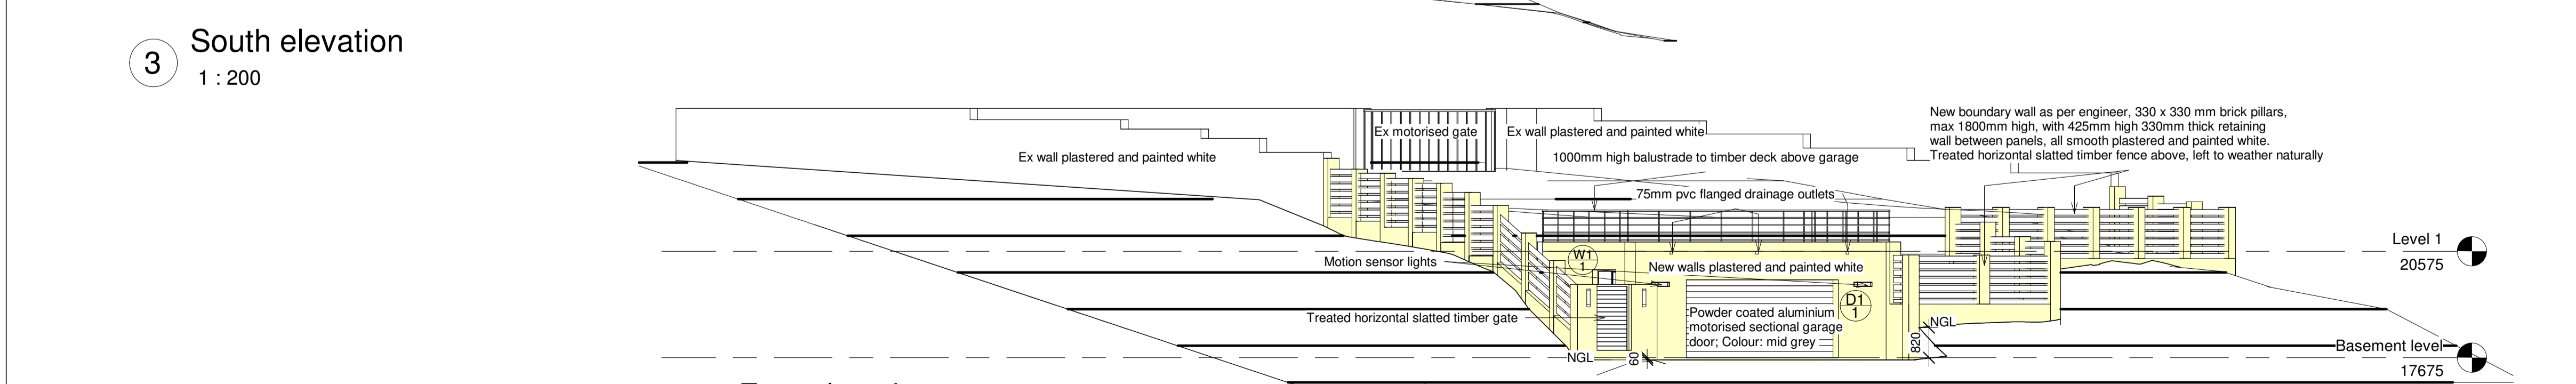 3
South elevation
1 : 200
Ex wall plastered and painted white
Ex motorised gate
Ex wall plastered and painted white
1000mm high balustrade to timber deck above garage
New boundary wall as per engineer, 330 x 330 mm brick pillars,
max 1800mm high, with 425mm high 330mm thick retaining
wall between panels, all smooth plastered and painted white.
Treated horizontal slatted timber fence above, left to weather naturally
75mm pvc flanged drainage outlets
Level 1
20575
Motion sensor lights
W1
1
New walls plastered and painted white
D1
1
Treated horizontal slatted timber gate
Powder coated aluminium
motorised sectional garage
door; Colour: mid grey
NGL
60
820
NGL
Basement level
17675